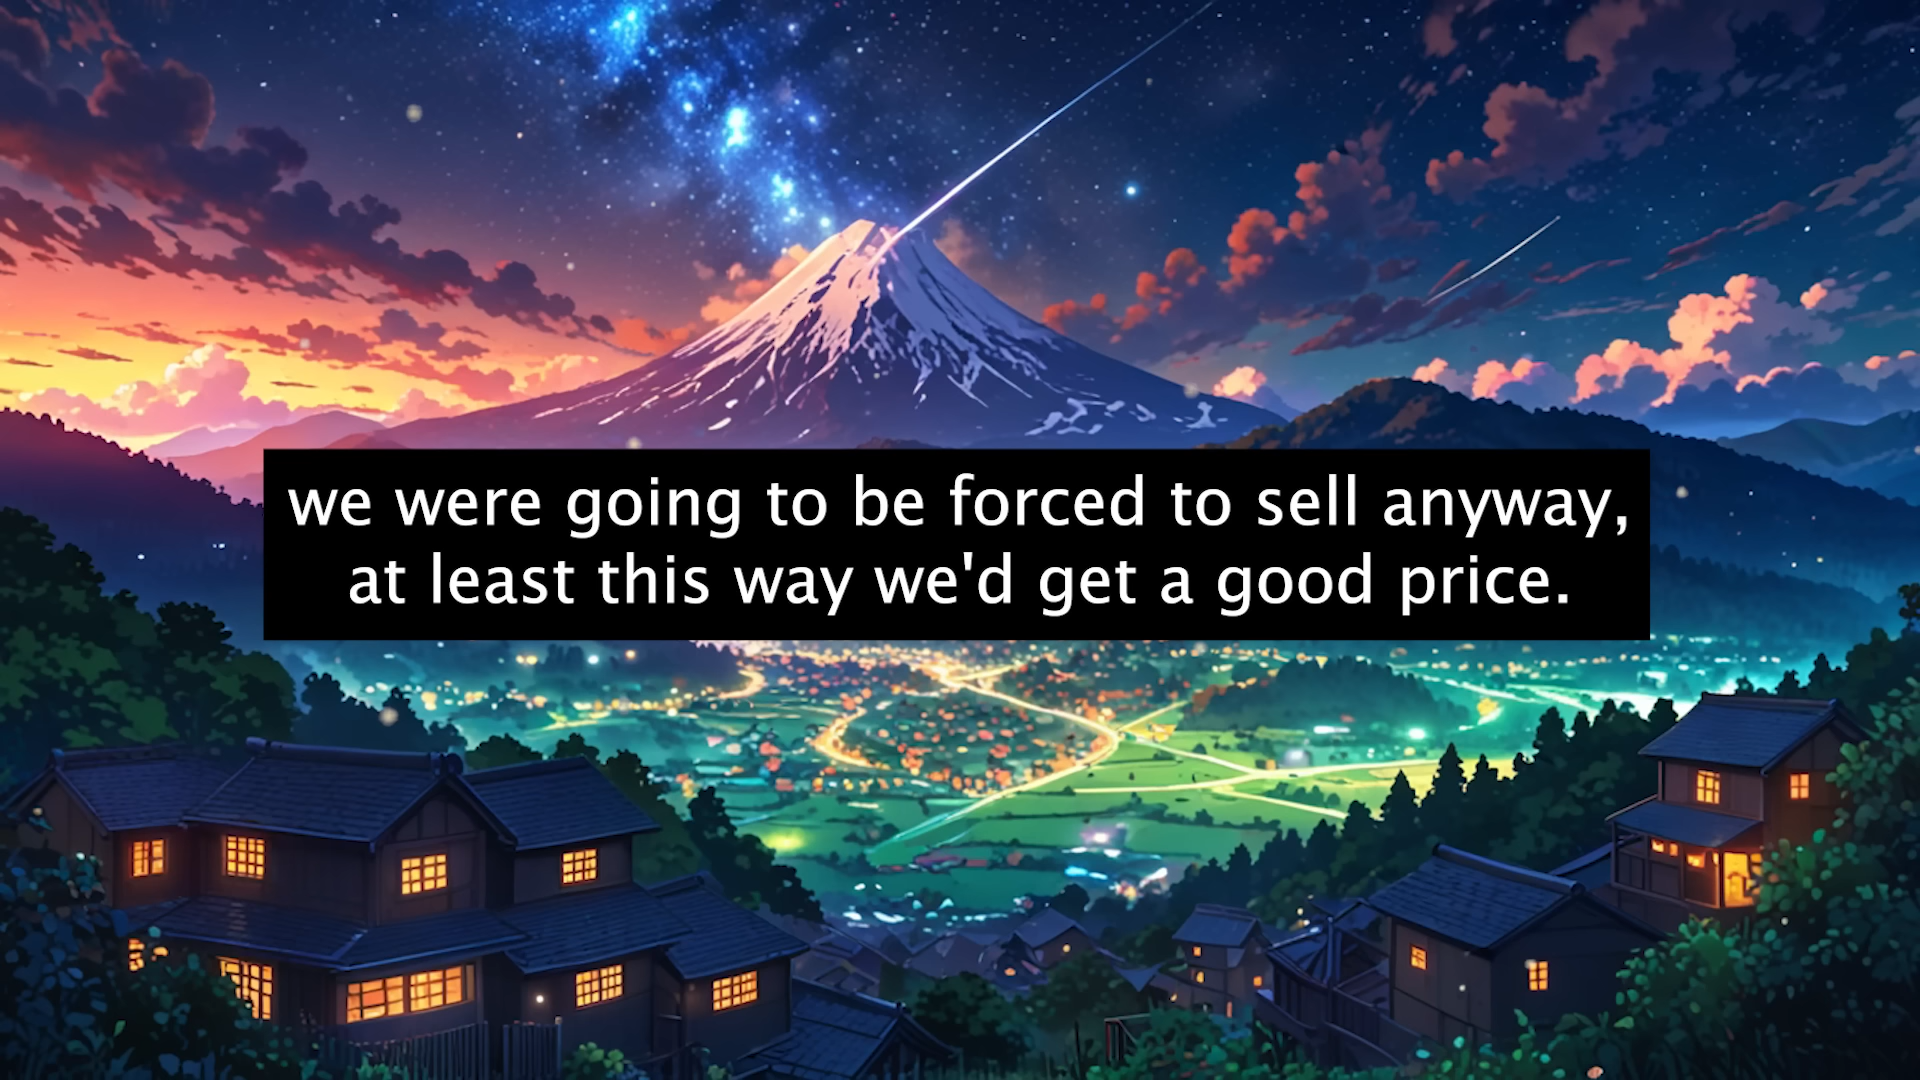 we were going to be forced to sell anyway,
at least this way we'd get a good price.